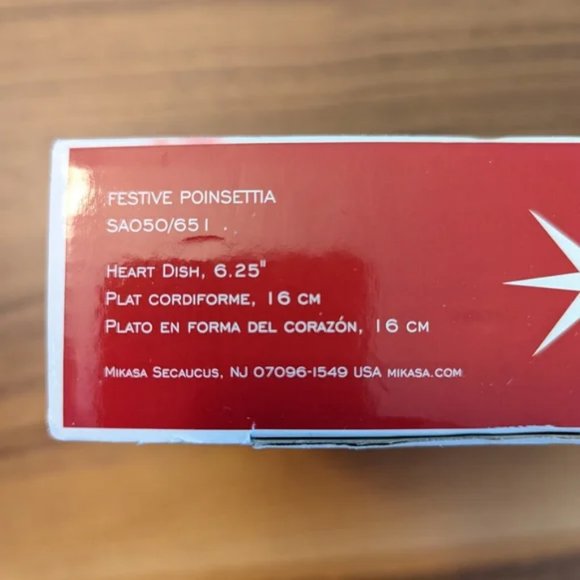 FESTIVE POINSETTIA
SA050/651
HEART DISH, 6.25"
PLAT CORDIFORME, 16 CM
PLATO EN FORMA DEL CORAZÓN, 16 CM
MIKASA SECAUCUS, NJ 07096-1549 USA MIKASA.COM